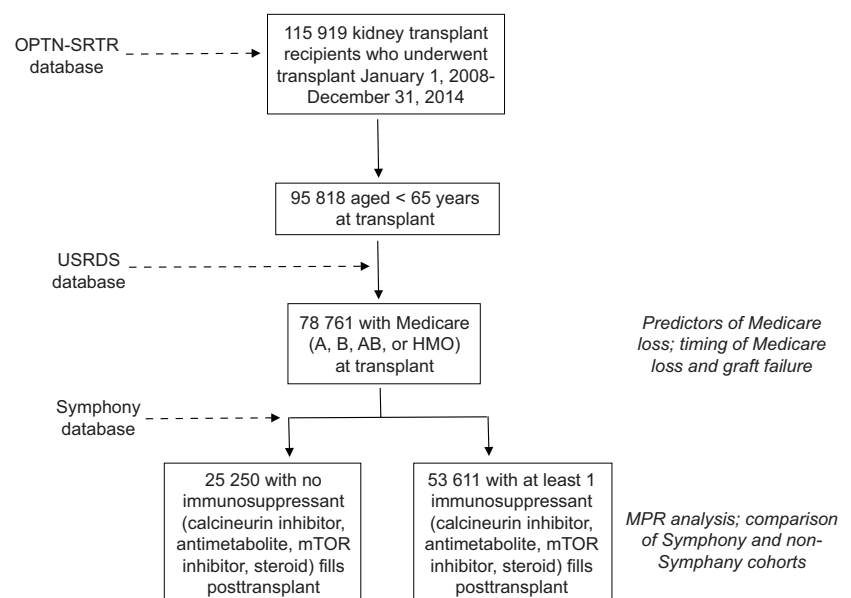 OPTN-SRTR
database
115 919 kidney transplant
recipients who underwent
transplant January 1, 2008-
December 31, 2014
95 818 aged < 65 years
at transplant
USRDS
database
78 761 with Medicare
(A, B, AB, or HMO)
at transplant
Predictors of Medicare
loss; timing of Medicare
loss and graft failure
Symphony
database
25 250 with no
immunosuppressant
(calcineurin inhibitor,
antimetabolite, mTOR
inhibitor, steroid) fills
posttransplant
53 611 with at least 1
immunosuppressant
(calcineurin inhibitor,
antimetabolite, mTOR
inhibitor, steroid) fills
posttransplant
MPR analysis; comparison
of Symphony and non-
Symphany cohorts